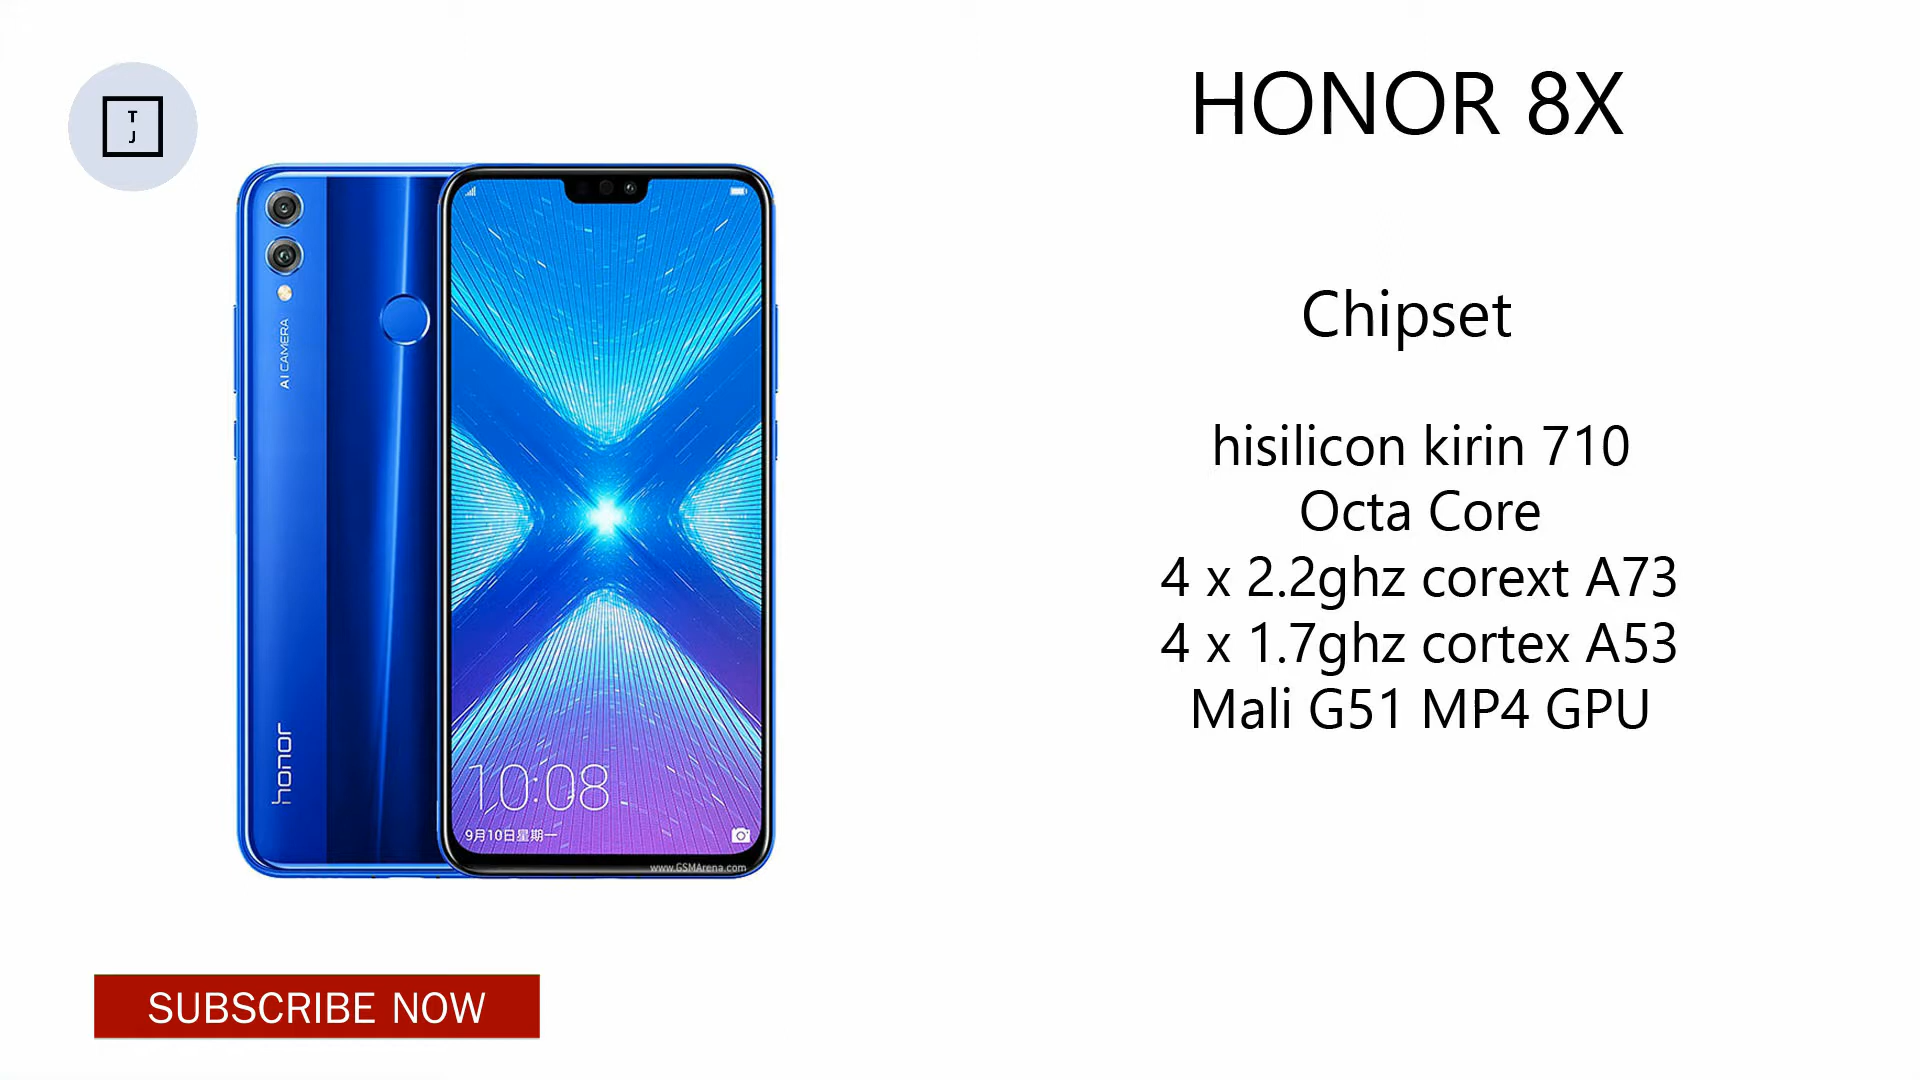 T
J
HONOR 8X
Chipset
hisilicon kirin 710
Octa Core
4 x 2.2ghz corext A73
4 x 1.7ghz cortex A53
Mali G51 MP4 GPU
AI CAMERA
honor
10:08
9月10日星期一
www.GSMArena.com
SUBSCRIBE NOW